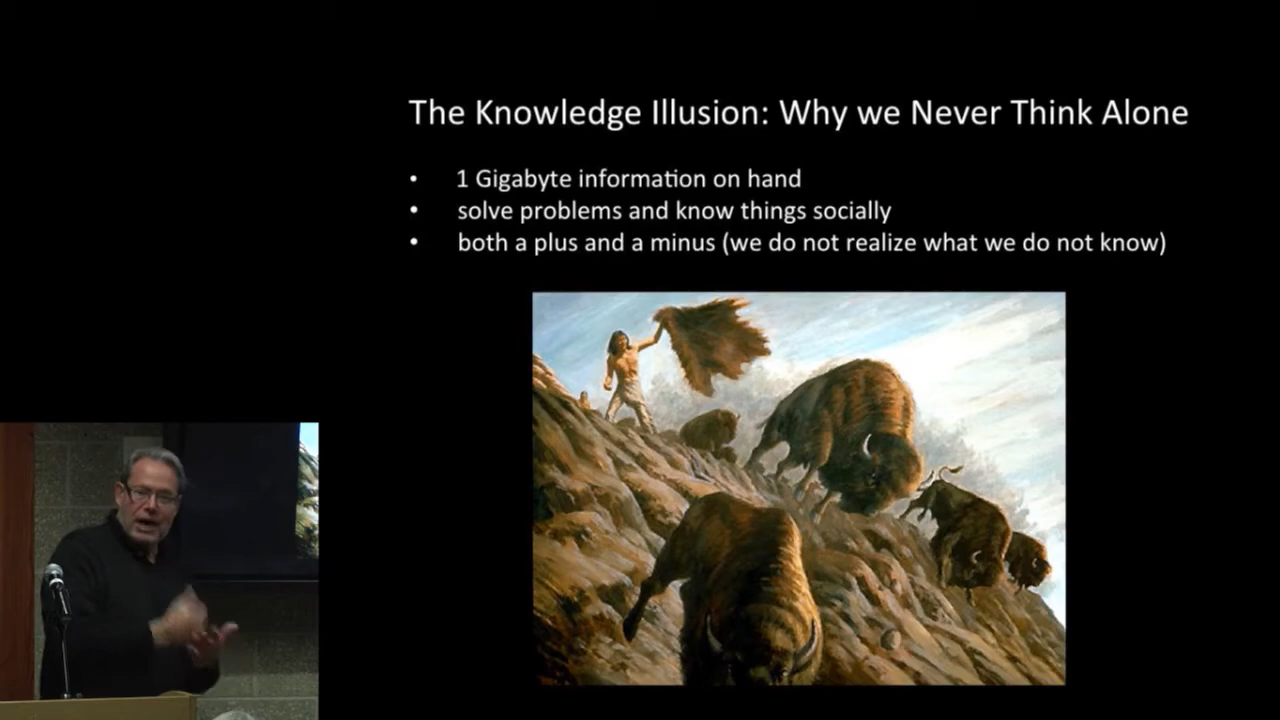 The Knowledge Illusion: Why we Never Think Alone
• 1 Gigabyte information on hand
• solve problems and know things socially
• both a plus and a minus (we do not realize what we do not know)